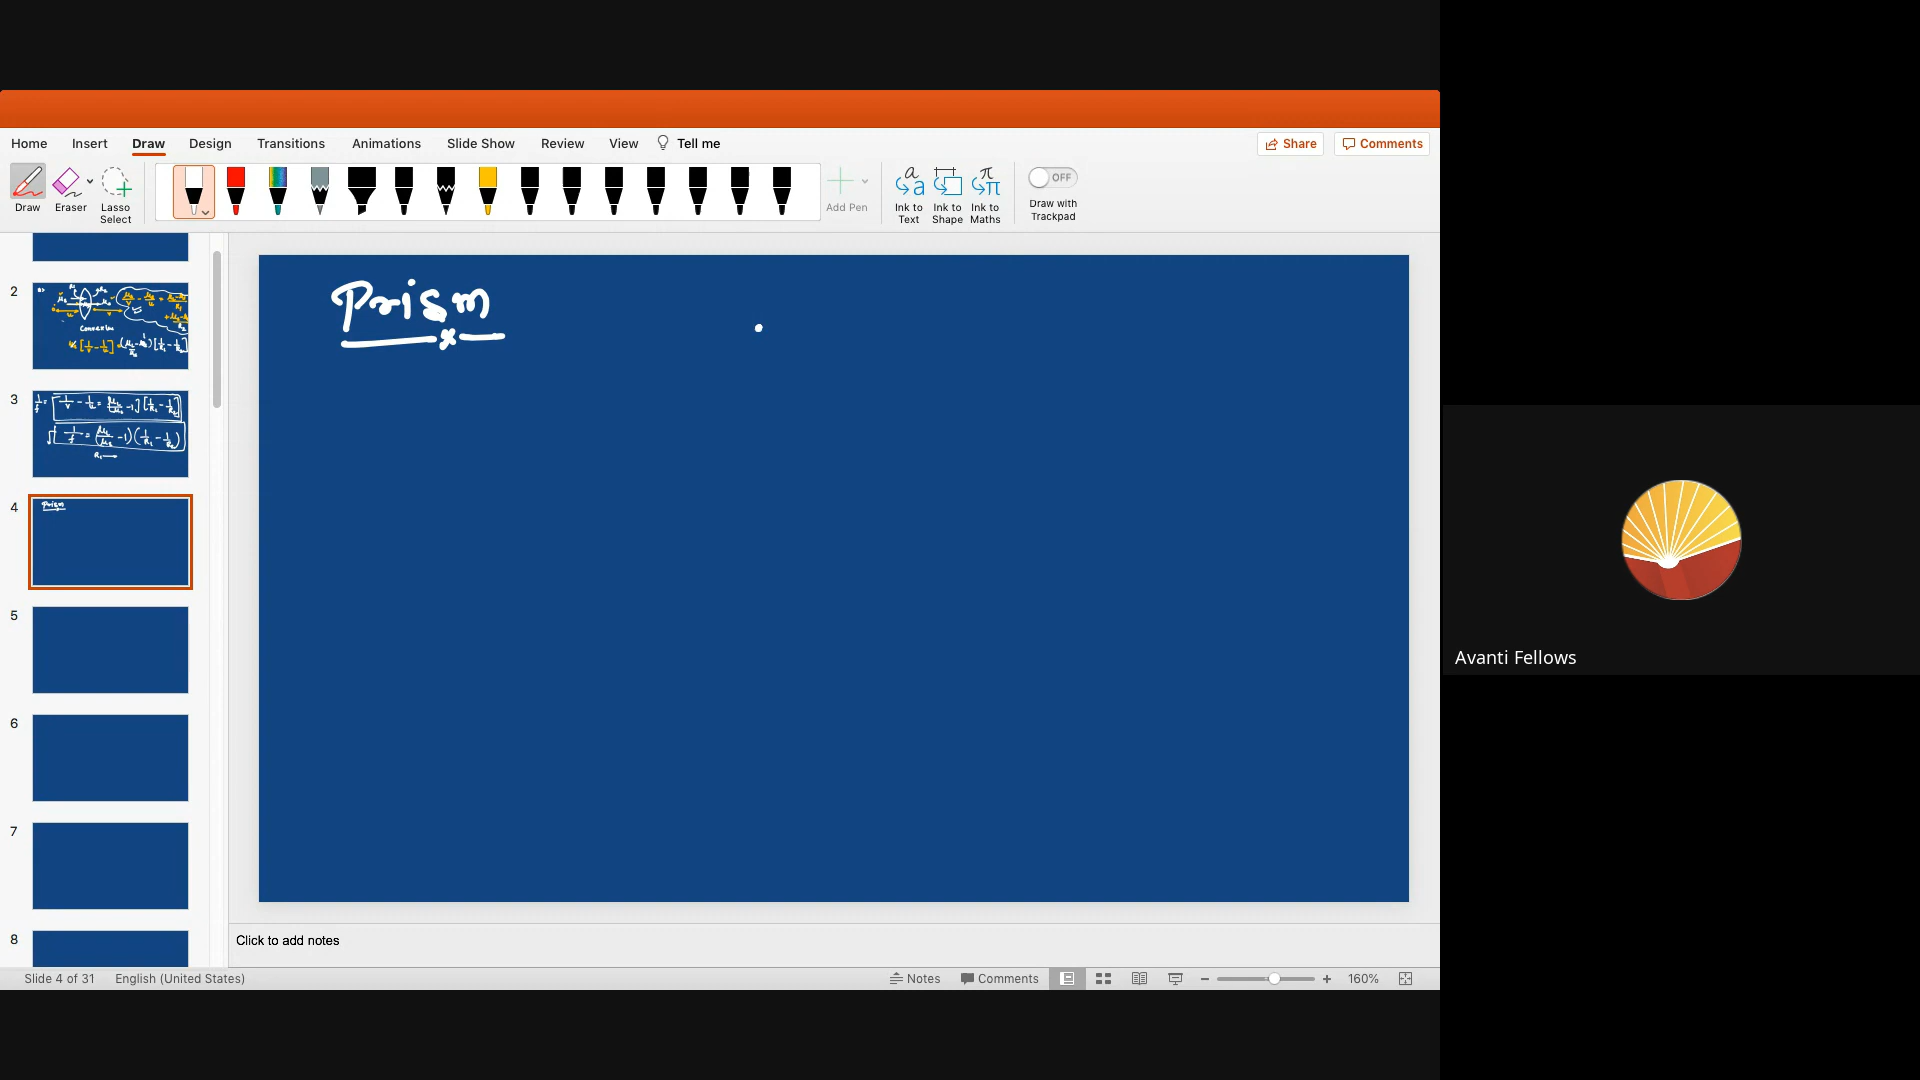 Home Insert Draw Design Transitions Animations Slide Show Review View Tell me Share Comments
Draw Eraser Lasso Select Add Pen Ink to Text Ink to Shape Ink to Maths OFF Draw with Trackpad
Prism
2
Convex lens
3
4
Prism
5
6
7
8
Avanti Fellows
Click to add notes
Slide 4 of 31 English (United States) Notes Comments 160%